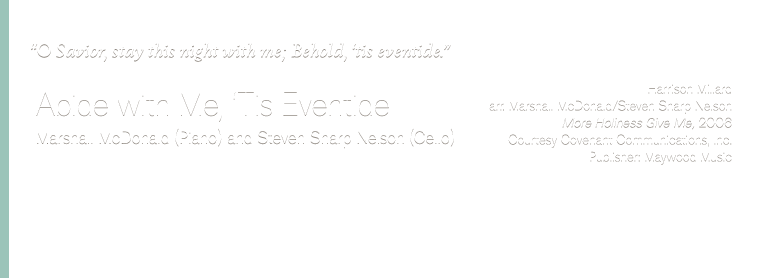 "O Savior, stay this night with me; Behold, 'tis eventide."
Abide with Me, 'Tis Eventide
Marshall McDonald (Piano) and Steven Sharp Nelson (Cello)
Harrison Millard
arr. Marshall McDonald/Steven Sharp Nelson
More Holiness Give Me, 2008
Courtesy Covenant Communications, Inc.
Publisher: Maywood Music